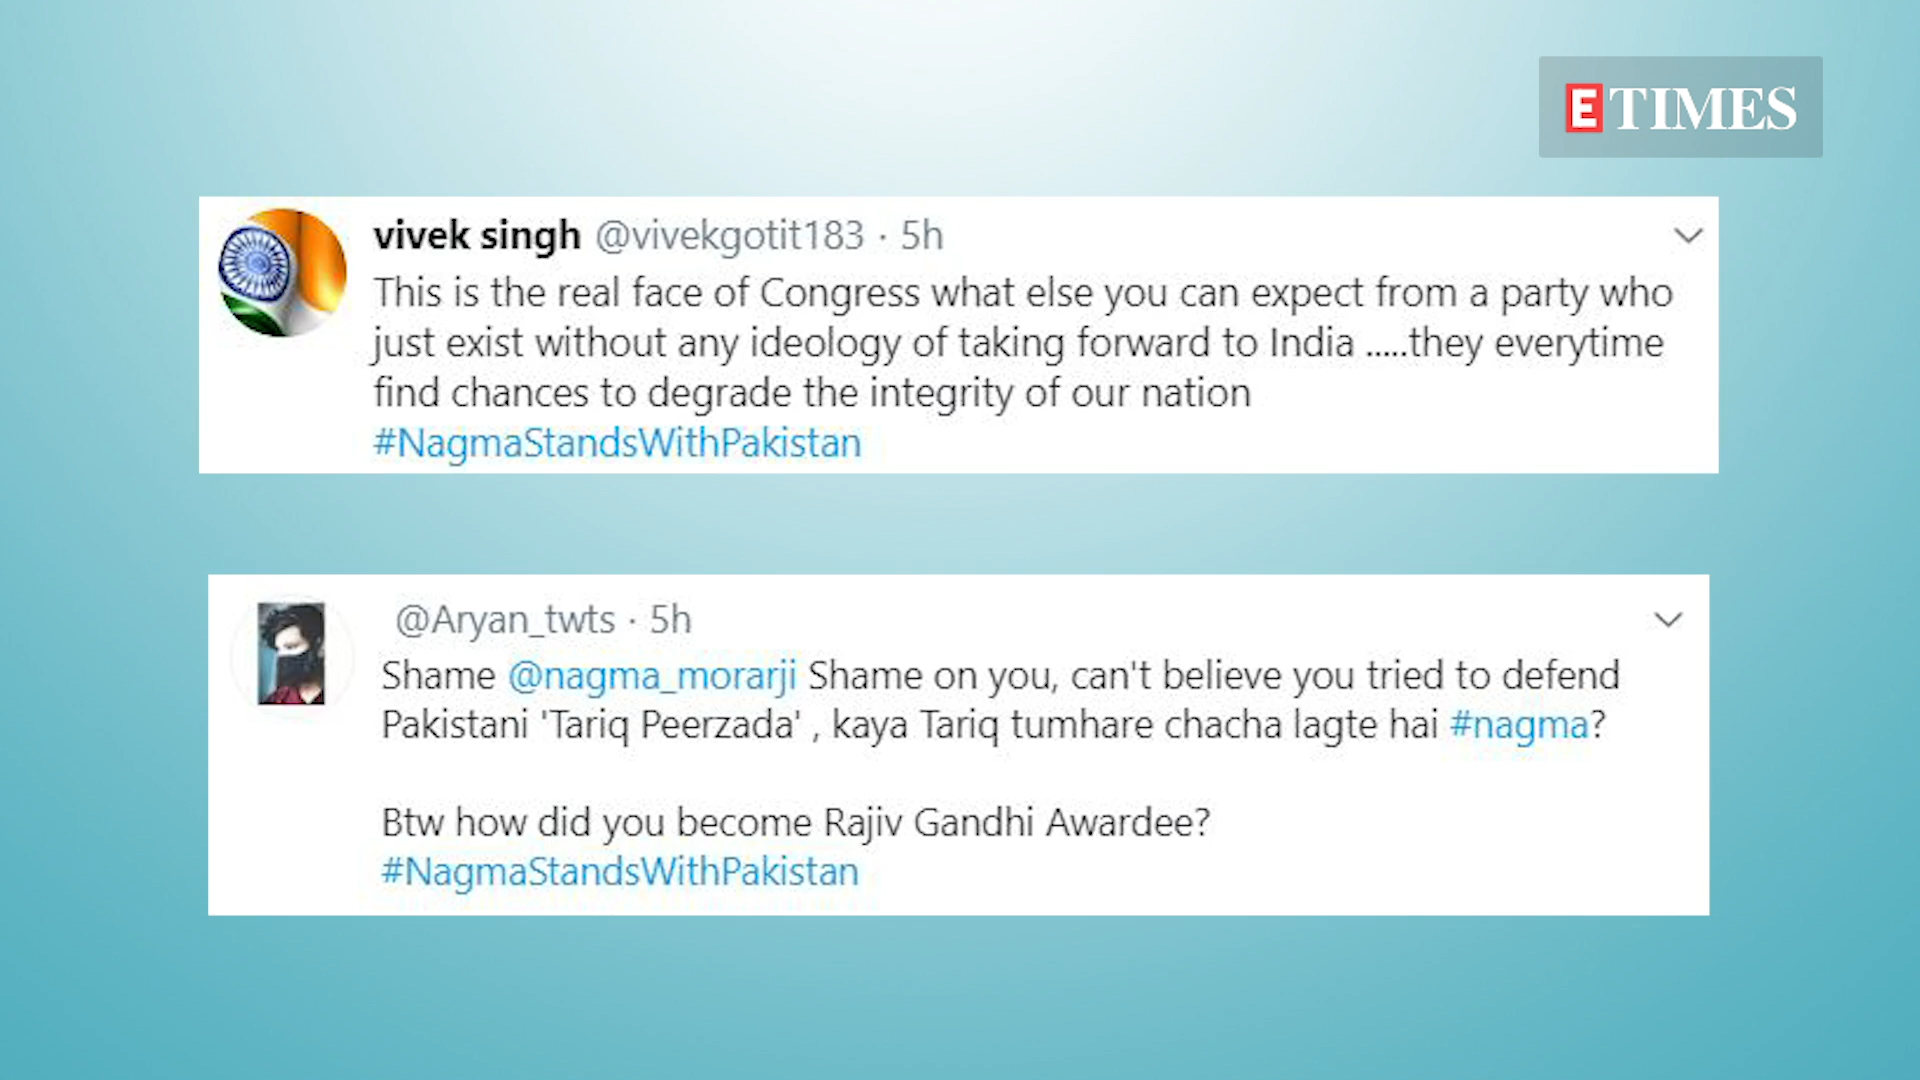 E TIMES
vivek singh @vivekgotit183 · 5h
This is the real face of Congress what else you can expect from a party who
just exist without any ideology of taking forward to India .....they everytime
find chances to degrade the integrity of our nation
#NagmaStandsWithPakistan
@Aryan_twts · 5h
Shame @nagma_morarji Shame on you, can't believe you tried to defend
Pakistani 'Tariq Peerzada' , kaya Tariq tumhare chacha lagte hai #nagma?
Btw how did you become Rajiv Gandhi Awardee?
#NagmaStandsWithPakistan